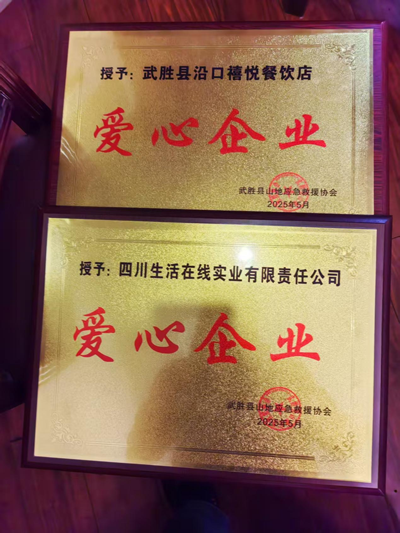 授予：武胜县沿口禧悦餐饮店
爱心企业
武胜县山地应急救援协会
2025年5月
授予：四川生活在线实业有限责任公司
爱心企业
武胜县山地应急救援协会
2025年5月